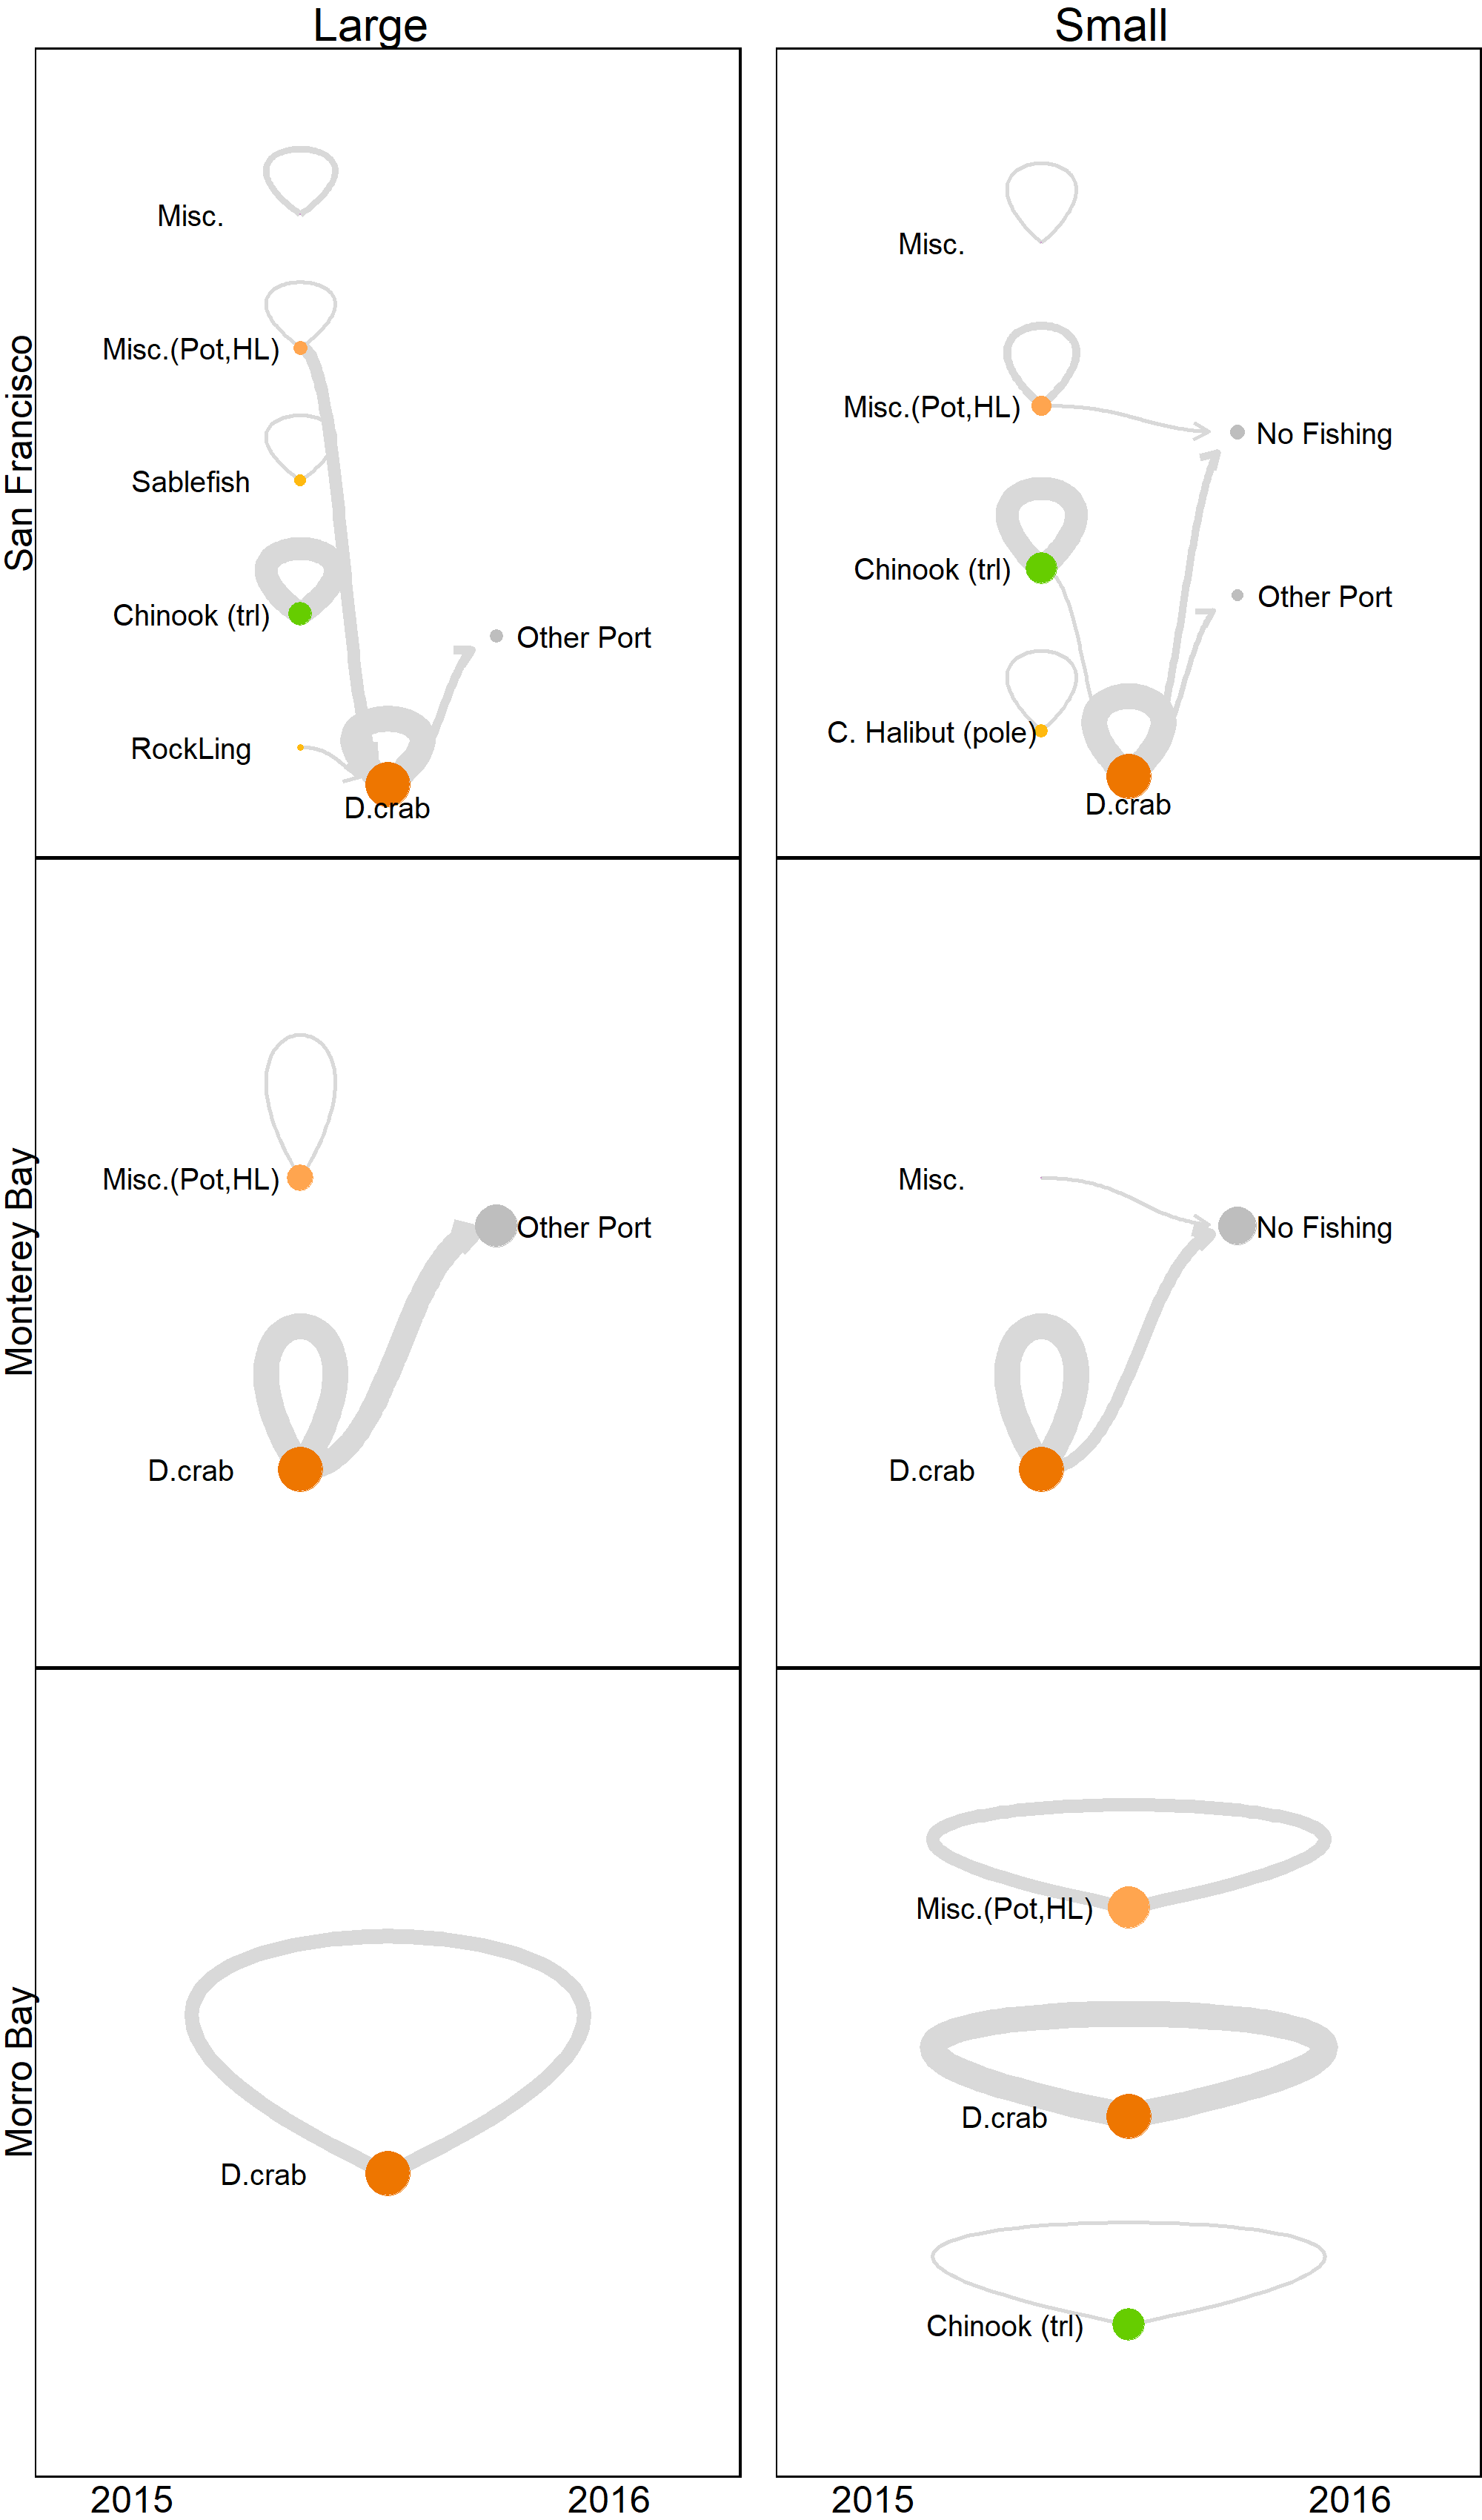 Large
Small
San Francisco
Misc.
Misc.(Pot,HL)
Sablefish
Chinook (trl)
Other Port
RockLing
D.crab
Misc.
Misc.(Pot,HL)
No Fishing
Chinook (trl)
Other Port
C. Halibut (pole)
D.crab
Monterey Bay
Misc.(Pot,HL)
Other Port
D.crab
Misc.
No Fishing
D.crab
Morro Bay
D.crab
Misc.(Pot,HL)
D.crab
Chinook (trl)
2015
2016
2015
2016